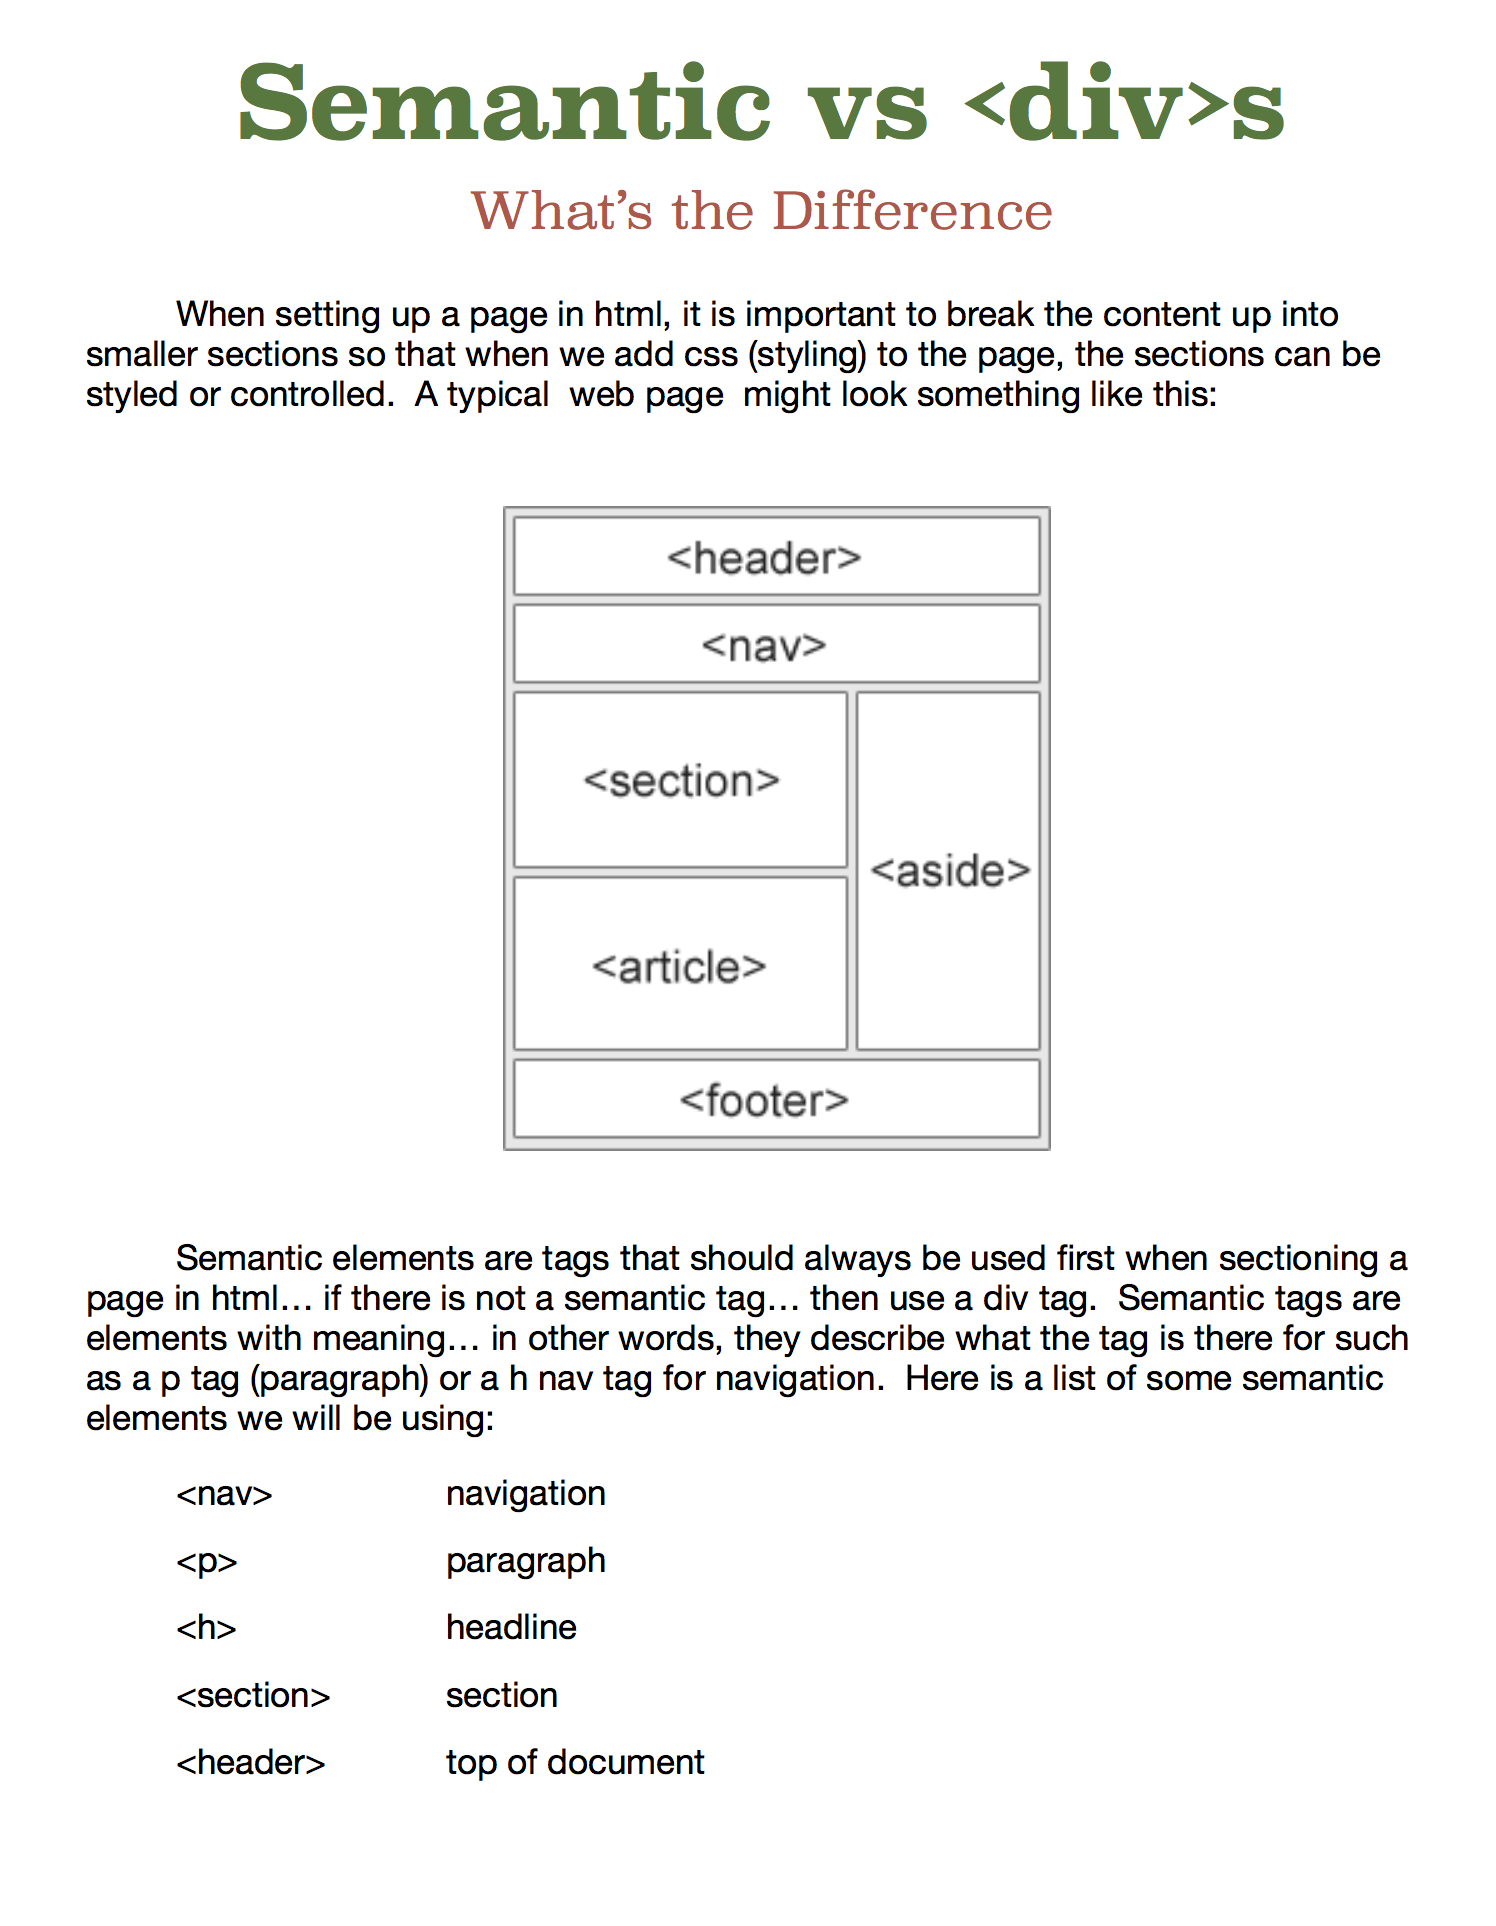 Semantic vs <div>s
What’s the Difference
When setting up a page in html, it is important to break the content up into
smaller sections so that when we add css (styling) to the page, the sections can be
styled or controlled.  A typical  web page  might look something like this:
<header>
<nav>
<section>
<aside>
<article>
<footer>
Semantic elements are tags that should always be used first when sectioning a
page in html… if there is not a semantic tag… then use a div tag.  Semantic tags are
elements with meaning… in other words, they describe what the tag is there for such
as a p tag (paragraph) or a h nav tag for navigation.  Here is a list of some semantic
elements we will be using:
<nav> navigation
<p> paragraph
<h> headline
<section> section
<header> top of document